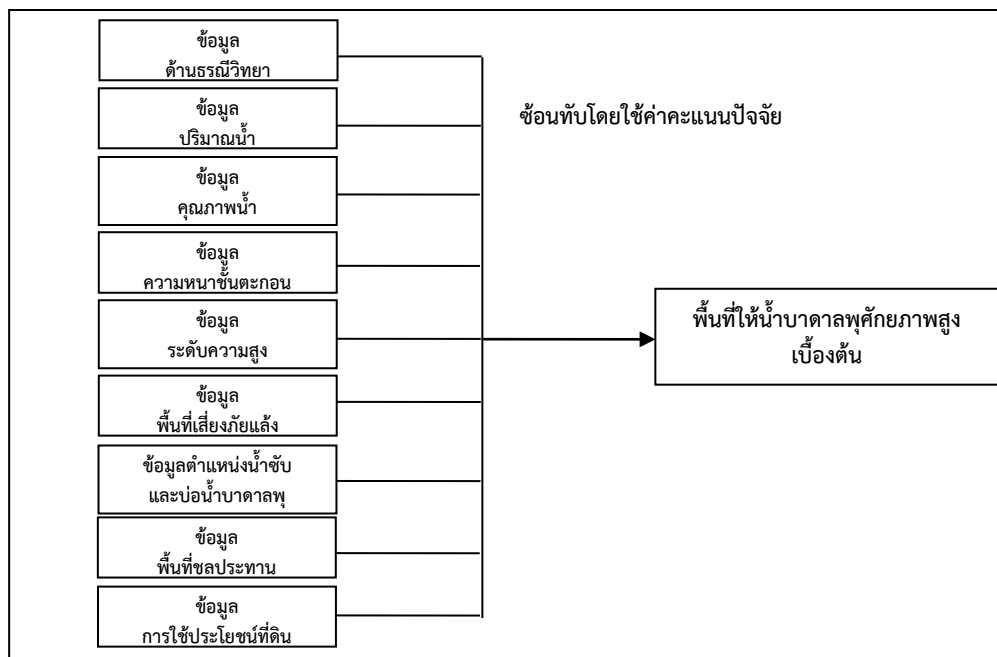 ข้อมูล
ด้านธรณีวิทยา
ข้อมูล
ปริมาณน้ำ
ข้อมูล
คุณภาพน้ำ
ข้อมูล
ความหนาชั้นตะกอน
ข้อมูล
ระดับความสูง
ข้อมูล
พื้นที่เสี่ยงภัยแล้ง
ข้อมูลตำแหน่งน้ำซับ
และบ่อน้ำบาดาลพุ
ข้อมูล
พื้นที่ชลประทาน
ข้อมูล
การใช้ประโยชน์ที่ดิน
ซ้อนทับโดยใช้ค่าคะแนนปัจจัย
พื้นที่ให้น้ำบาดาลพุศักยภาพสูง
เบื้องต้น